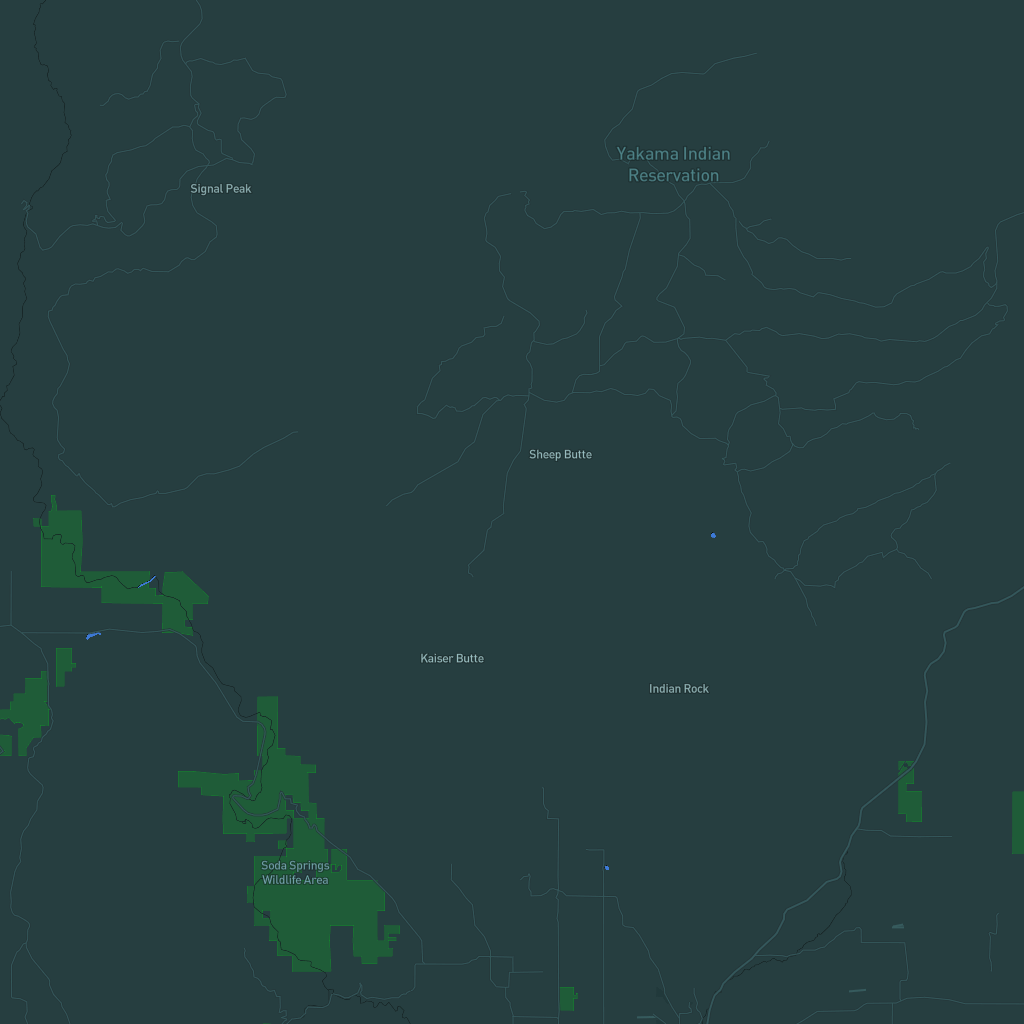 Yakama Indian
Reservation
Signal Peak
Sheep Butte
Kaiser Butte
Indian Rock
Soda Springs
Wildlife Area